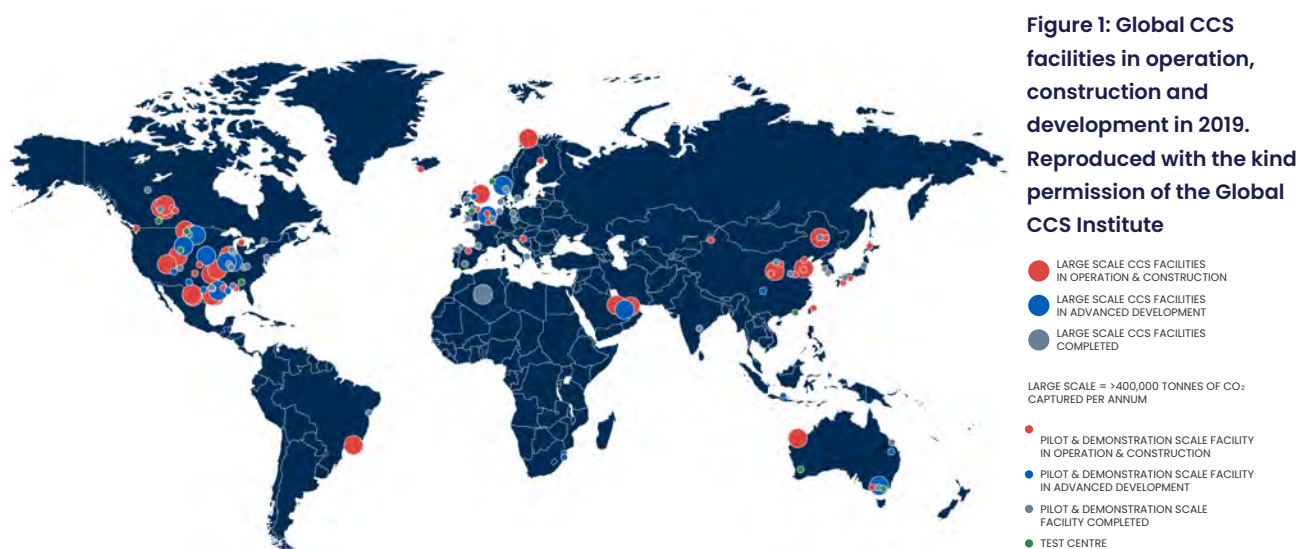 Figure 1: Global CCS
facilities in operation,
construction and
development in 2019.
Reproduced with the kind
permission of the Global
CCS Institute
LARGE SCALE CCS FACILITIES
IN OPERATION & CONSTRUCTION
LARGE SCALE CCS FACILITIES
IN ADVANCED DEVELOPMENT
LARGE SCALE CCS FACILITIES
COMPLETED
LARGE SCALE = >400,000 TONNES OF CO₂
CAPTURED PER ANNUM
PILOT & DEMONSTRATION SCALE FACILITY
IN OPERATION & CONSTRUCTION
PILOT & DEMONSTRATION SCALE FACILITY
IN ADVANCED DEVELOPMENT
PILOT & DEMONSTRATION SCALE
FACILITY COMPLETED
TEST CENTRE